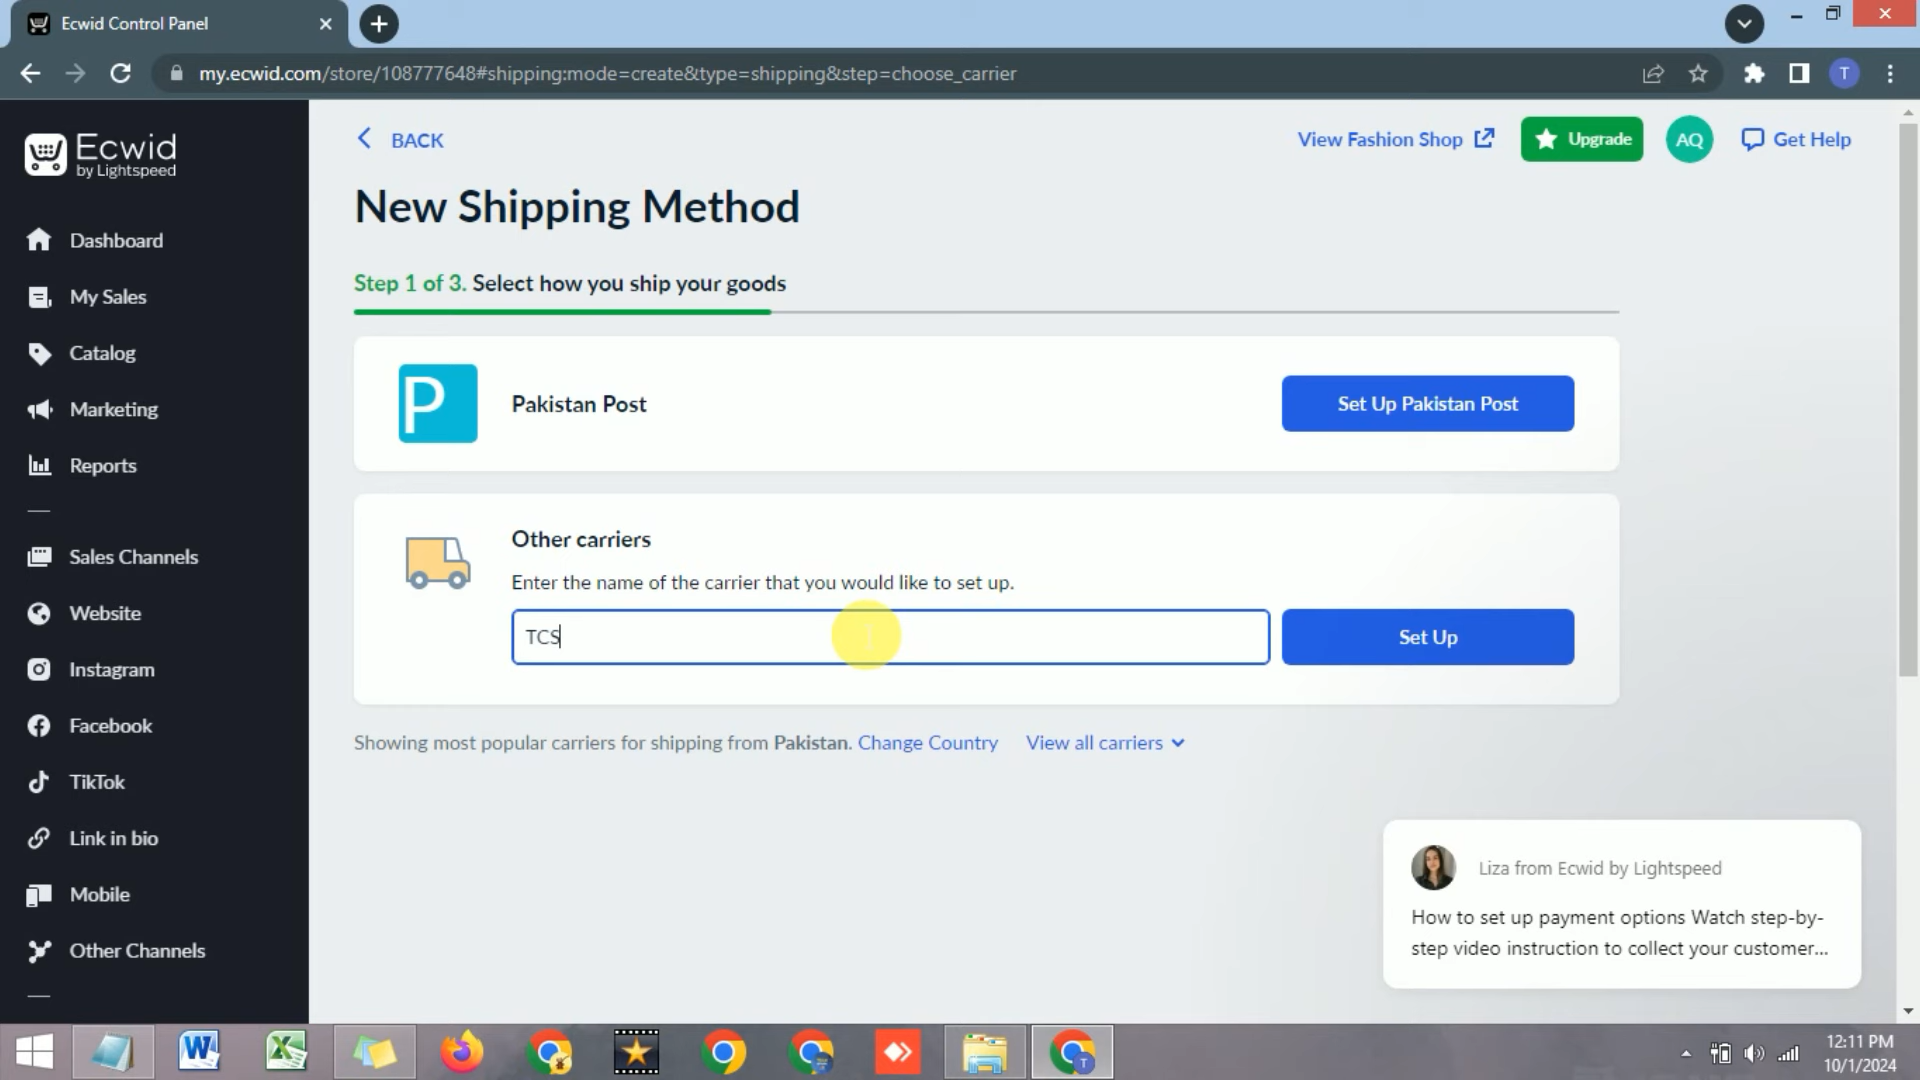 Ecwid Control Panel
my.ecwid.com/store/108777648#shipping:mode=create&type=shipping&step=choose_carrier
T
Ecwid
by Lightspeed
Dashboard
My Sales
Catalog
Marketing
Reports
Sales Channels
Website
Instagram
Facebook
TikTok
Link in bio
Mobile
Other Channels
BACK
View Fashion Shop
Upgrade
AQ
Get Help
New Shipping Method
Step 1 of 3. Select how you ship your goods
P
Pakistan Post
Set Up Pakistan Post
Other carriers
Enter the name of the carrier that you would like to set up.
TCS
Set Up
Showing most popular carriers for shipping from Pakistan. Change Country
View all carriers
Liza from Ecwid by Lightspeed
How to set up payment options Watch step-by-
step video instruction to collect your customer...
W
X
T
12:11 PM
10/1/2024